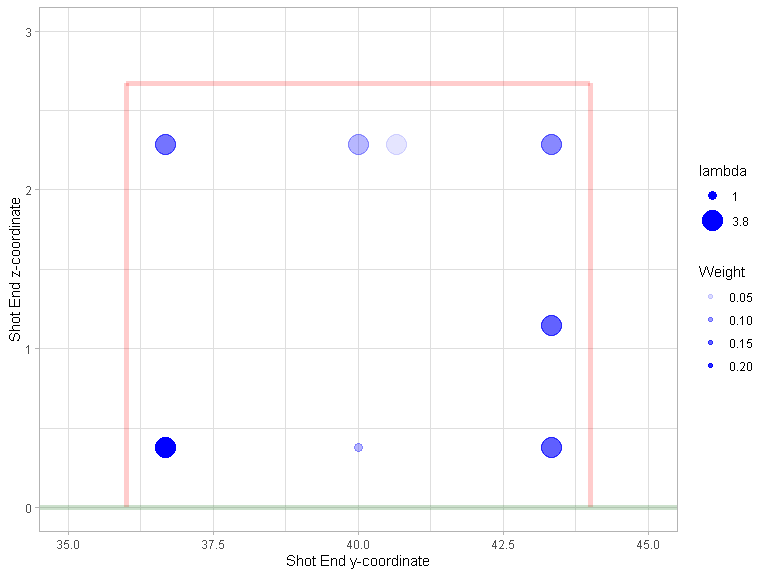 3
2
1
0
Shot End z-coordinate
35.0 37.5 40.0 42.5 45.0
Shot End y-coordinate
lambda
1
3.8
Weight
0.05
0.10
0.15
0.20